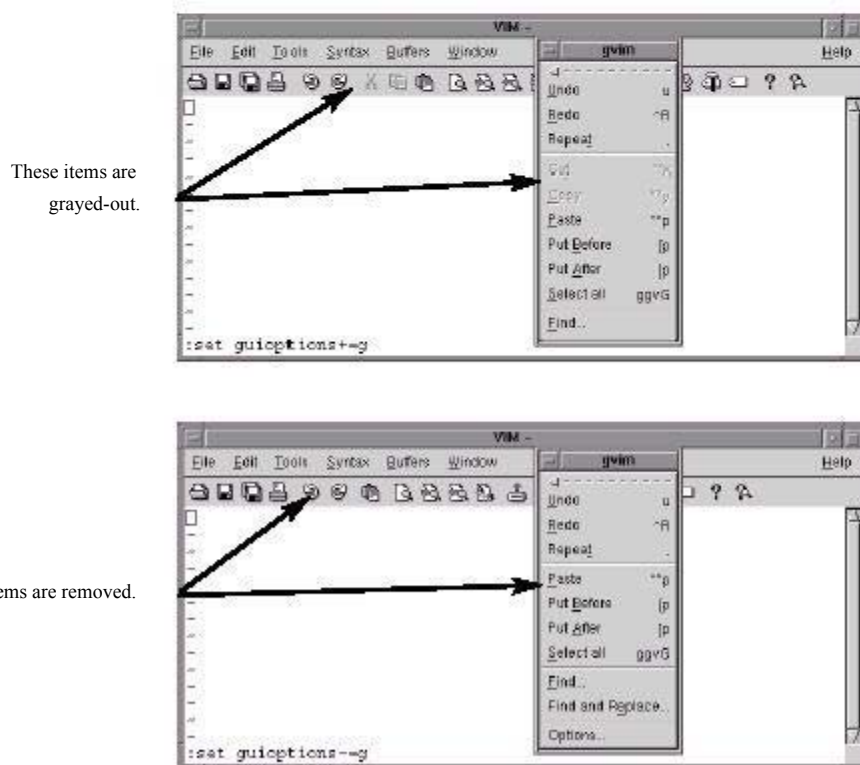 VIM -
File Edit Tools Syntax Buffers Window Help
gvim
Undo u
Redo ^R
Repeat .
Cut "*x
Copy "*y
Paste "*p
Put Before [p
Put After ]p
Select all ggvG
Find..
:set guioptions+=g
These items are
grayed-out.
VIM -
File Edit Tools Syntax Buffers Window Help
gvim
Undo u
Redo ^R
Repeat .
Paste "*p
Put Before [p
Put After ]p
Select all ggvG
Find..
Find and Replace..
Options..
:set guioptions-=g
ems are removed.